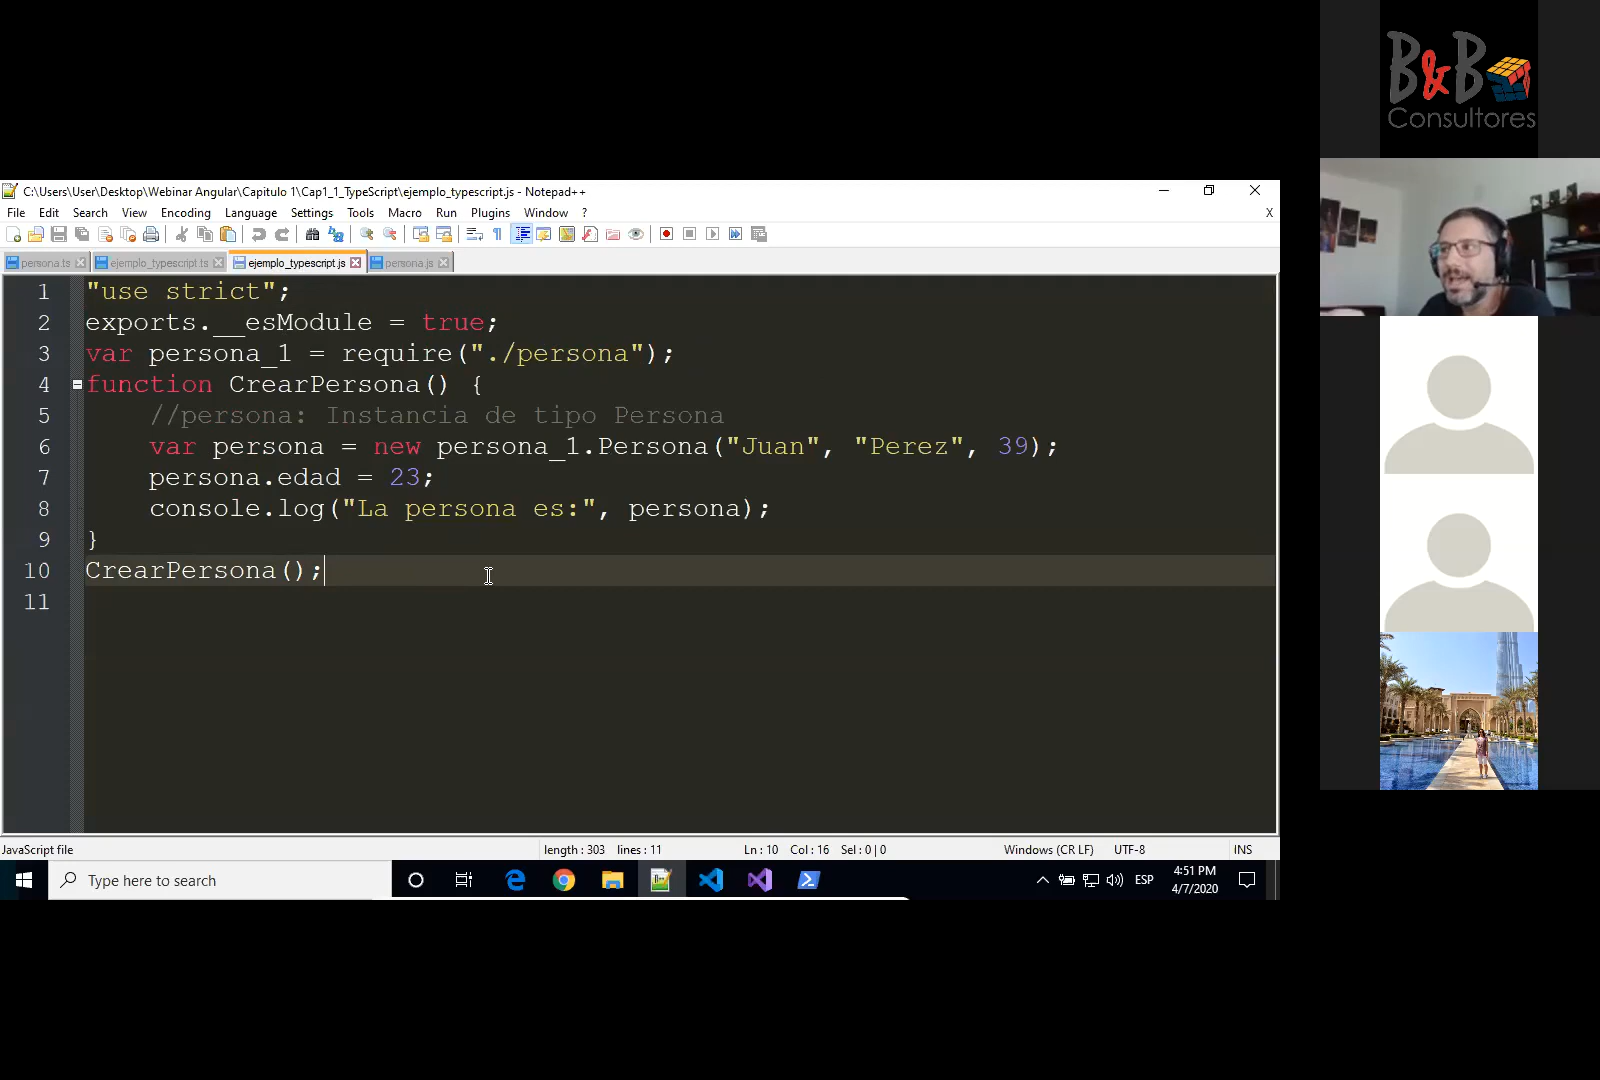 B&B
Consultores
C:\Users\User\Desktop\Webinar Angular\Capitulo 1\Cap1_1_TypeScript\ejemplo_typescript.js - Notepad++
File Edit Search View Encoding Language Settings Tools Macro Run Plugins Window ? X
persona.ts ejemplo_typescript.ts ejemplo_typescript.js persona.js
1 "use strict";
2 exports.__esModule = true;
3 var persona_1 = require("./persona");
4 function CrearPersona() {
5 //persona: Instancia de tipo Persona
6 var persona = new persona_1.Persona("Juan", "Perez", 39);
7 persona.edad = 23;
8 console.log("La persona es:", persona);
9 }
10 CrearPersona();
11
JavaScript file length : 303 lines : 11 Ln : 10 Col : 16 Sel : 0 | 0 Windows (CR LF) UTF-8 INS
Type here to search ESP 4:51 PM
4/7/2020